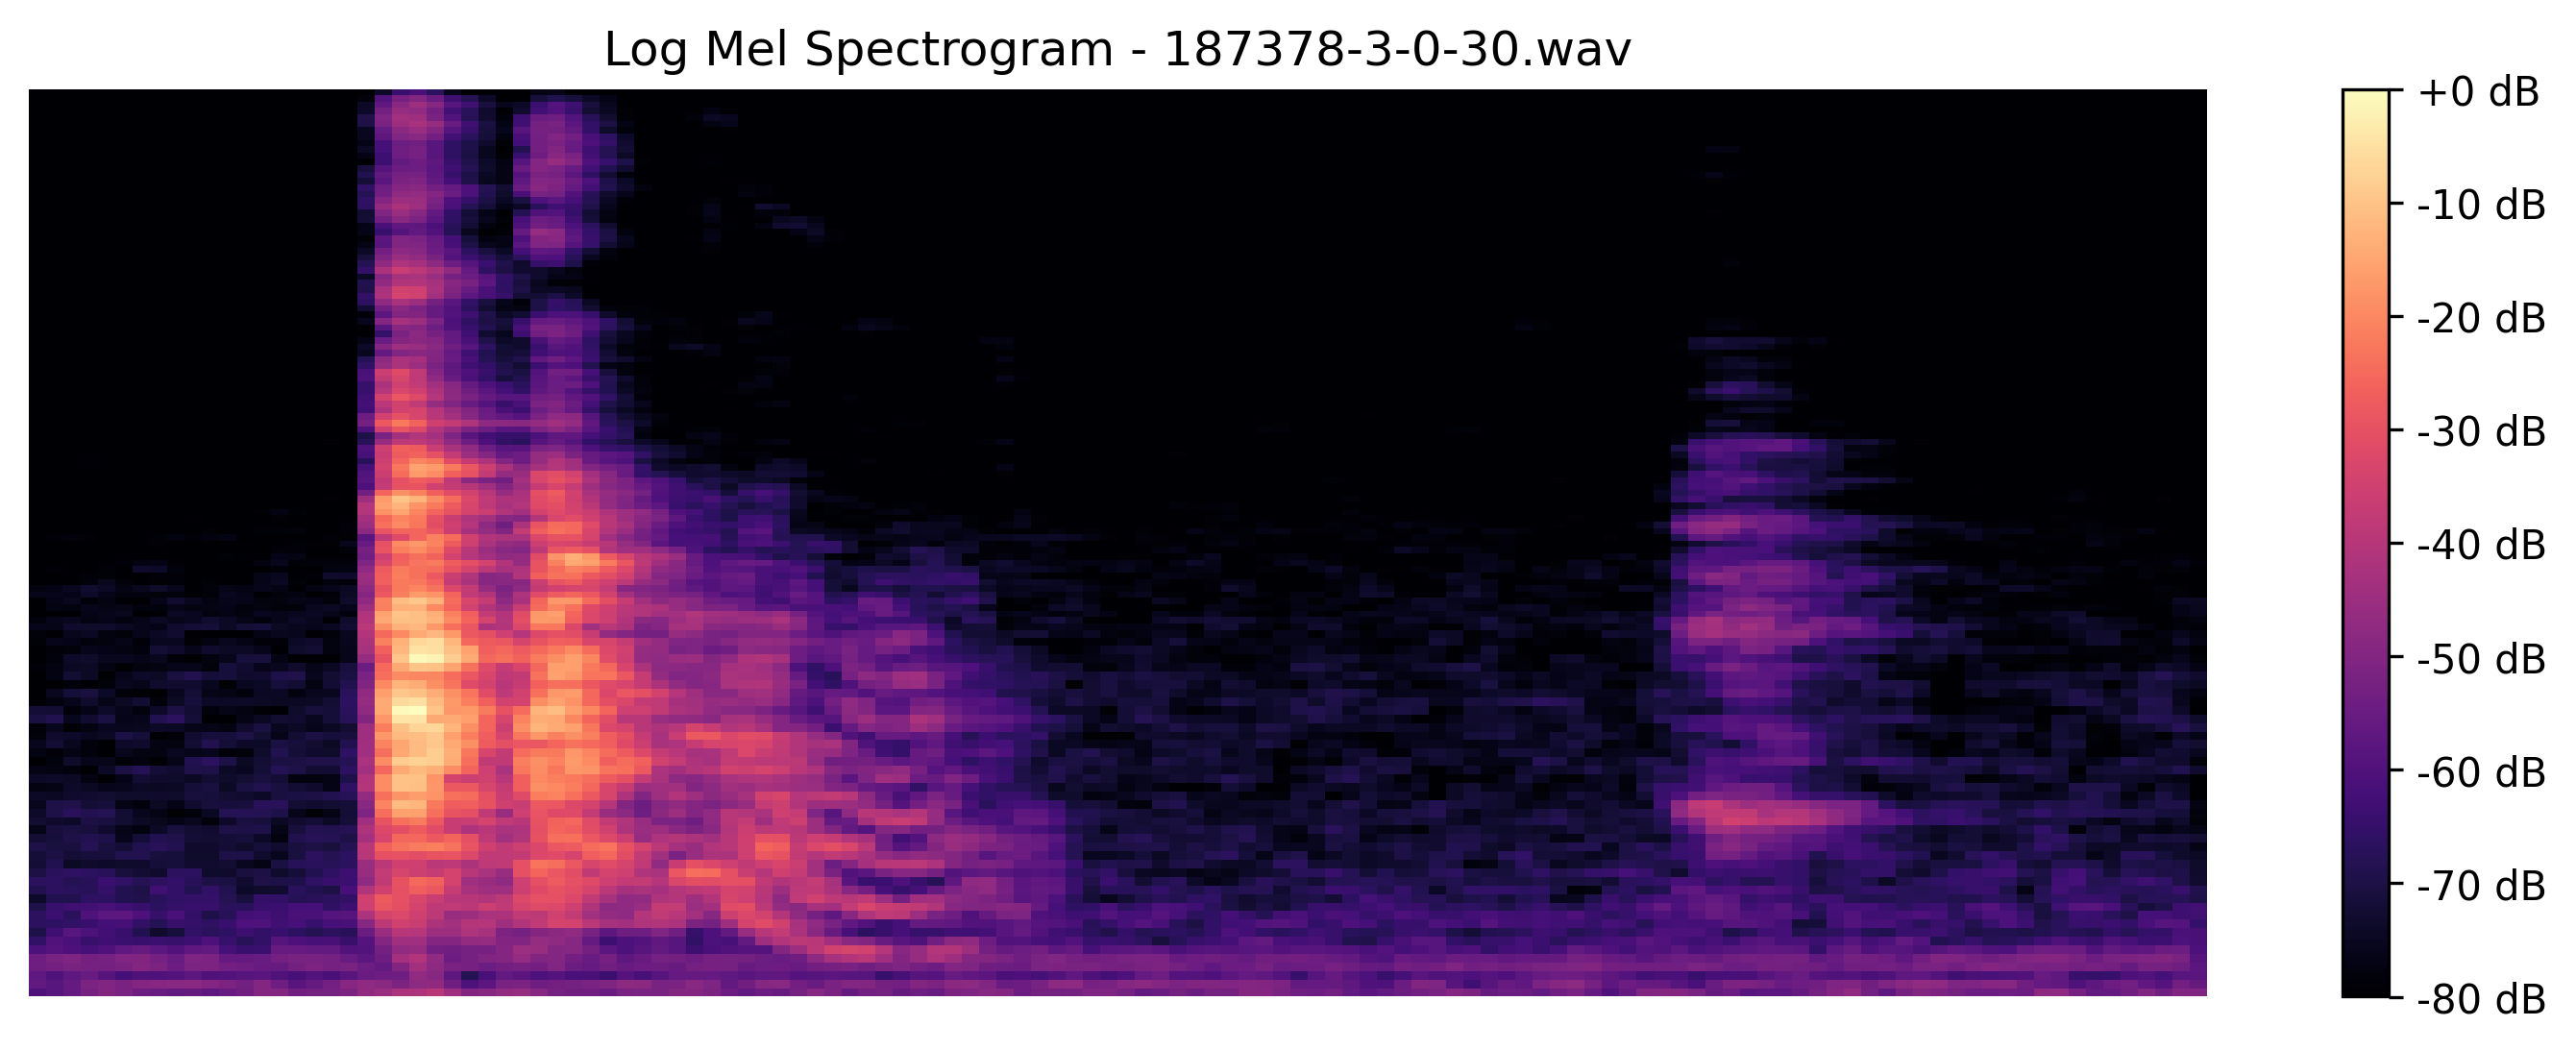 Log Mel Spectrogram - 187378-3-0-30.wav
+0 dB
-10 dB
-20 dB
-30 dB
-40 dB
-50 dB
-60 dB
-70 dB
-80 dB